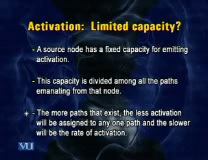 Activation: Limited capacity?
- A source node has a fixed capacity for emitting
activation.
- This capacity is divided among all the paths
emanating from that node.
- The more paths that exist, the less activation
will be assigned to any one path and the slower
will be the rate of activation.
VU